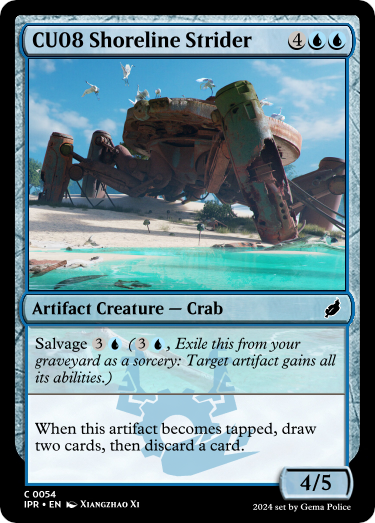 CU08 Shoreline Strider 4
Artifact Creature — Crab
Salvage 3 (3 , Exile this from your
graveyard as a sorcery: Target artifact gains all
its abilities.)
When this artifact becomes tapped, draw
two cards, then discard a card.
4/5
C 0054
IPR • EN Xiangzhao Xi
2024 set by Gema Police